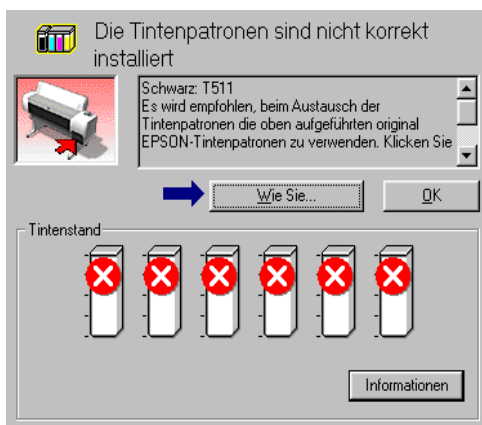 Die Tintenpatronen sind nicht korrekt
installiert
Schwarz: T511
Es wird empfohlen, beim Austausch der
Tintenpatronen die oben aufgeführten original
EPSON-Tintenpatronen zu verwenden. Klicken Sie
Wie Sie...
OK
Tintenstand
Informationen